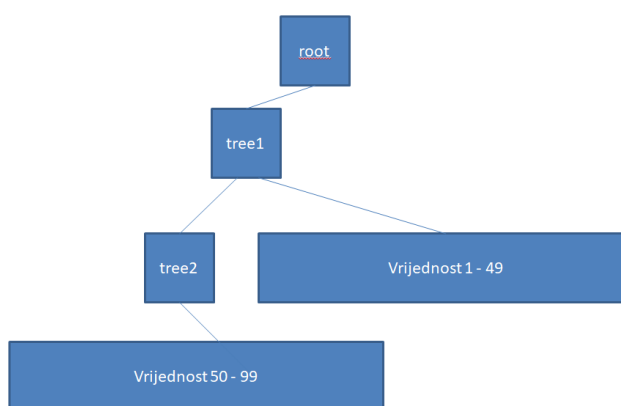 root
tree1
tree2
Vrijednost 1 - 49
Vrijednost 50 - 99